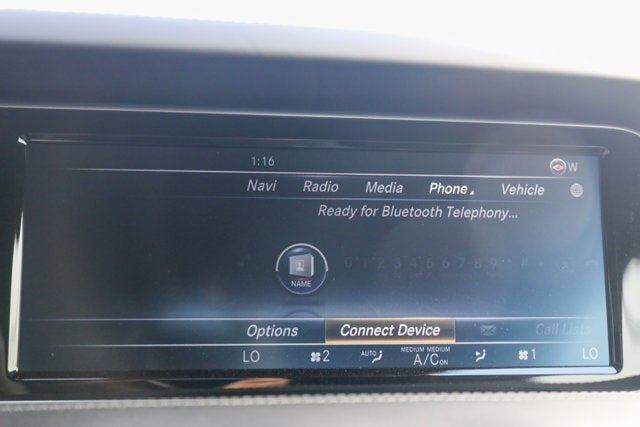 1:16 W
Navi Radio Media Phone Vehicle
Ready for Bluetooth Telephony...
0 1 2 3 4 5 6 7 8 9 * #
NAME
Options Connect Device Call Lists
MEDIUM MEDIUM
LO 2 AUTO A/C ON 1 LO